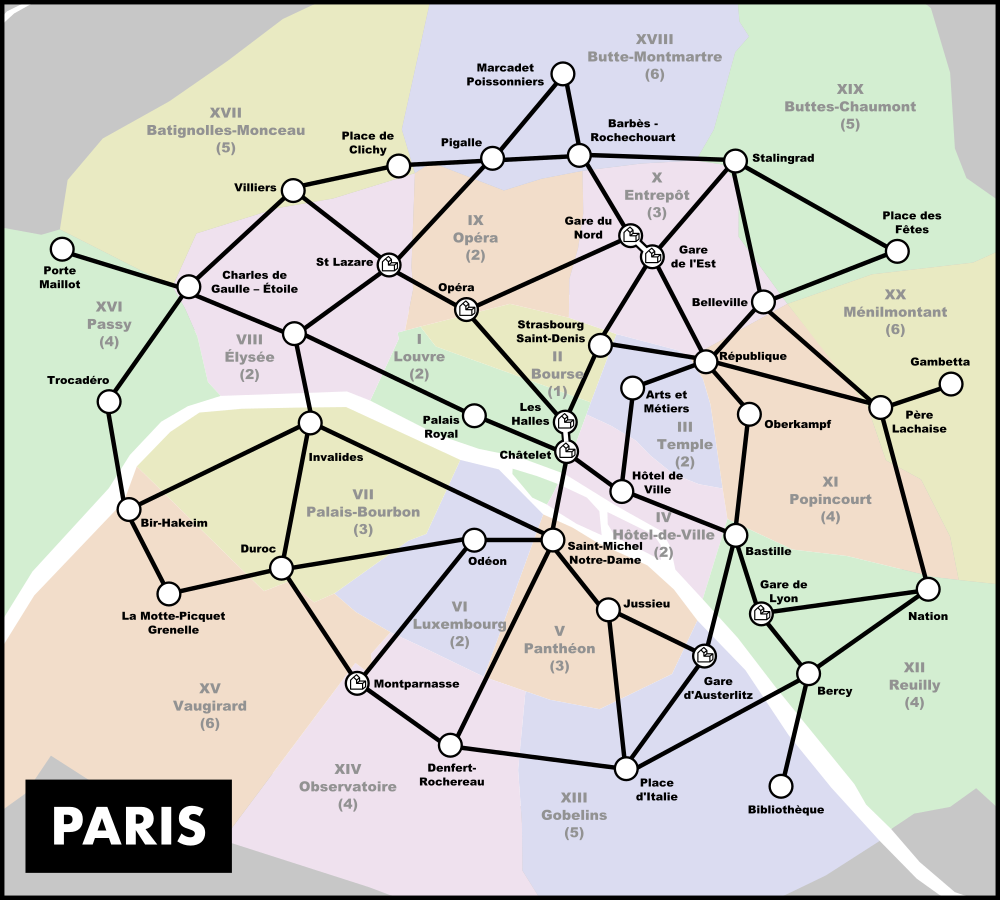 XVIII
Butte-Montmartre
(6)
Marcadet
Poissonniers
XIX
Buttes-Chaumont
(5)
XVII
Batignolles-Monceau
(5)
Place de
Clichy
Pigalle
Barbès -
Rochechouart
Stalingrad
Villiers
X
Entrepôt
(3)
IX
Opéra
(2)
Gare du
Nord
Place des
Fêtes
Porte
Maillot
Charles de
Gaulle – Étoile
St Lazare
Gare
de l'Est
Opéra
Belleville
XX
Ménilmontant
(6)
XVI
Passy
(4)
VIII
Élysée
(2)
I
Louvre
(2)
Strasbourg
Saint-Denis
II
Bourse
(1)
République
Gambetta
Trocadéro
Arts et
Métiers
Palais
Royal
Les
Halles
Oberkampf
Père
Lachaise
III
Temple
(2)
Châtelet
Invalides
Hôtel de
Ville
XI
Popincourt
(4)
VII
Palais-Bourbon
(3)
IV
Hôtel-de-Ville
(2)
Bir-Hakeim
Duroc
Odéon
Saint-Michel
Notre-Dame
Bastille
La Motte-Picquet
Grenelle
VI
Luxembourg
(2)
Jussieu
Gare de
Lyon
Nation
V
Panthéon
(3)
XV
Vaugirard
(6)
Montparnasse
Gare
d'Austerlitz
Bercy
XII
Reuilly
(4)
XIV
Observatoire
(4)
Denfert-
Rochereau
Place
d'Italie
XIII
Gobelins
(5)
Bibliothèque
PARIS